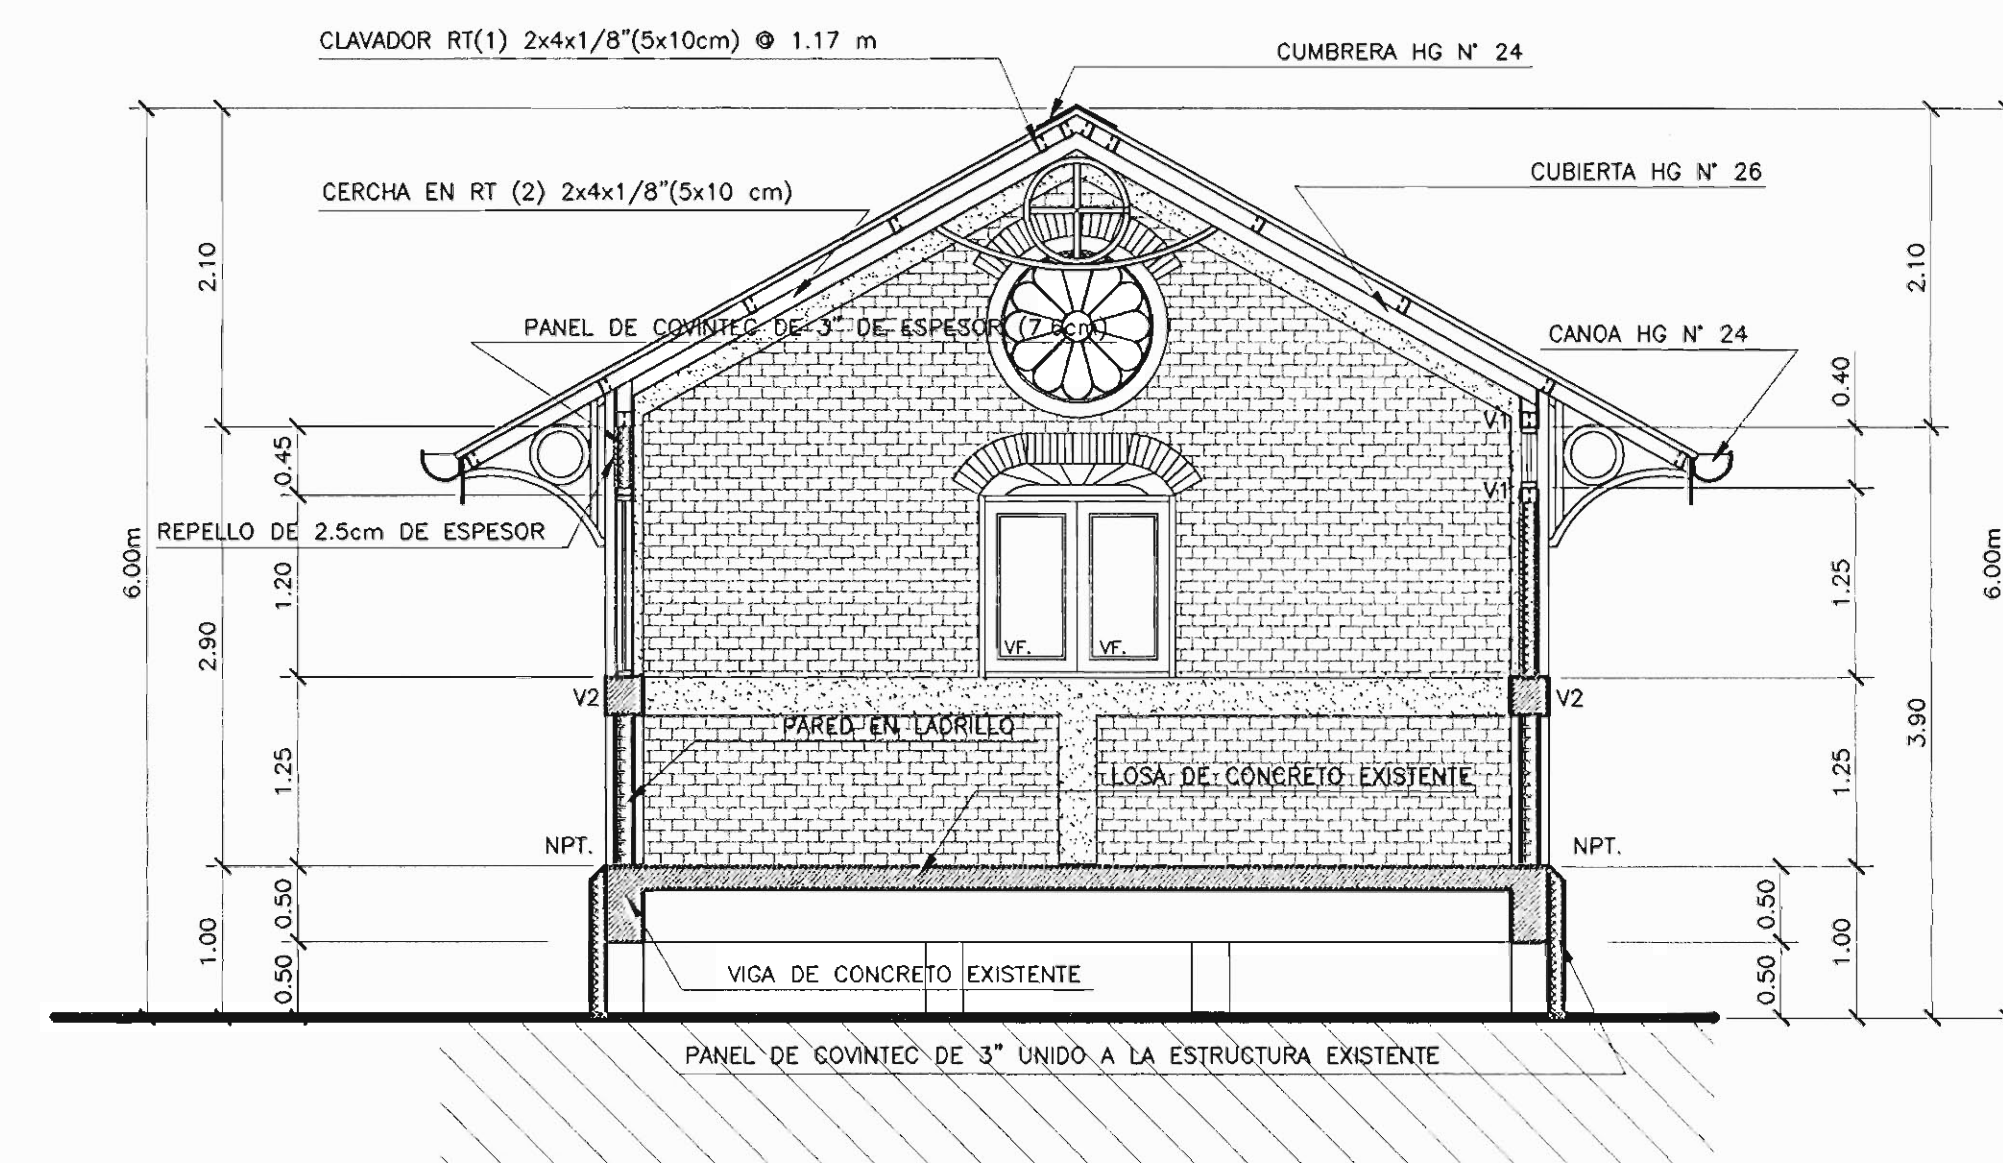 CLAVADOR RT(1) 2x4x1/8"(5x10cm) @ 1.17 m
CUMBRERA HG N° 24
CERCHA EN RT (2) 2x4x1/8"(5x10 cm)
CUBIERTA HG N° 26
2.10
2.10
PANEL DE COVINTEC DE 3" DE ESPESOR (7.6cm)
CANOA HG N° 24
0.40
V1
0.45
V1
REPELLO DE 2.5cm DE ESPESOR
6.00m
6.00m
1.20
1.25
2.90
VF.
VF.
V2
V2
PARED EN LADRILLO
3.90
1.25
LOSA DE CONCRETO EXISTENTE
1.25
NPT.
NPT.
0.50
0.50
1.00
1.00
VIGA DE CONCRETO EXISTENTE
0.50
0.50
PANEL DE COVINTEC DE 3" UNIDO A LA ESTRUCTURA EXISTENTE